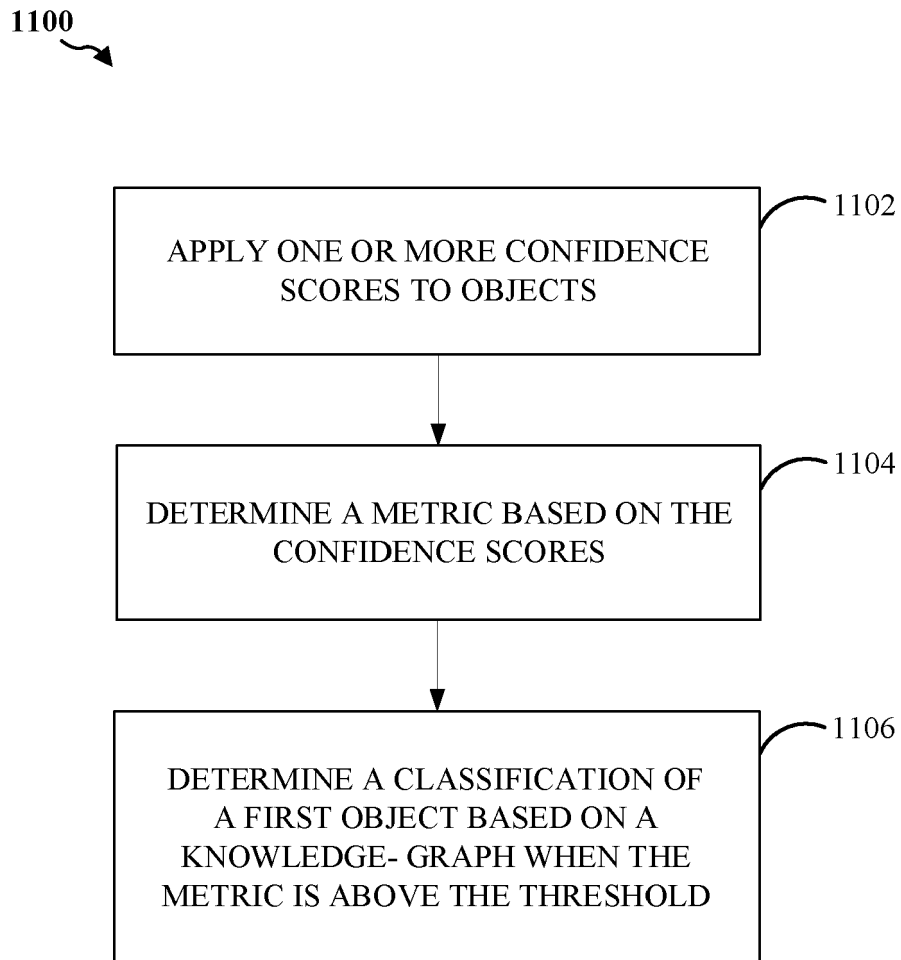 1100
1102
APPLY ONE OR MORE CONFIDENCE
SCORES TO OBJECTS
1104
DETERMINE A METRIC BASED ON THE
CONFIDENCE SCORES
1106
DETERMINE A CLASSIFICATION OF
A FIRST OBJECT BASED ON A
KNOWLEDGE- GRAPH WHEN THE
METRIC IS ABOVE THE THRESHOLD